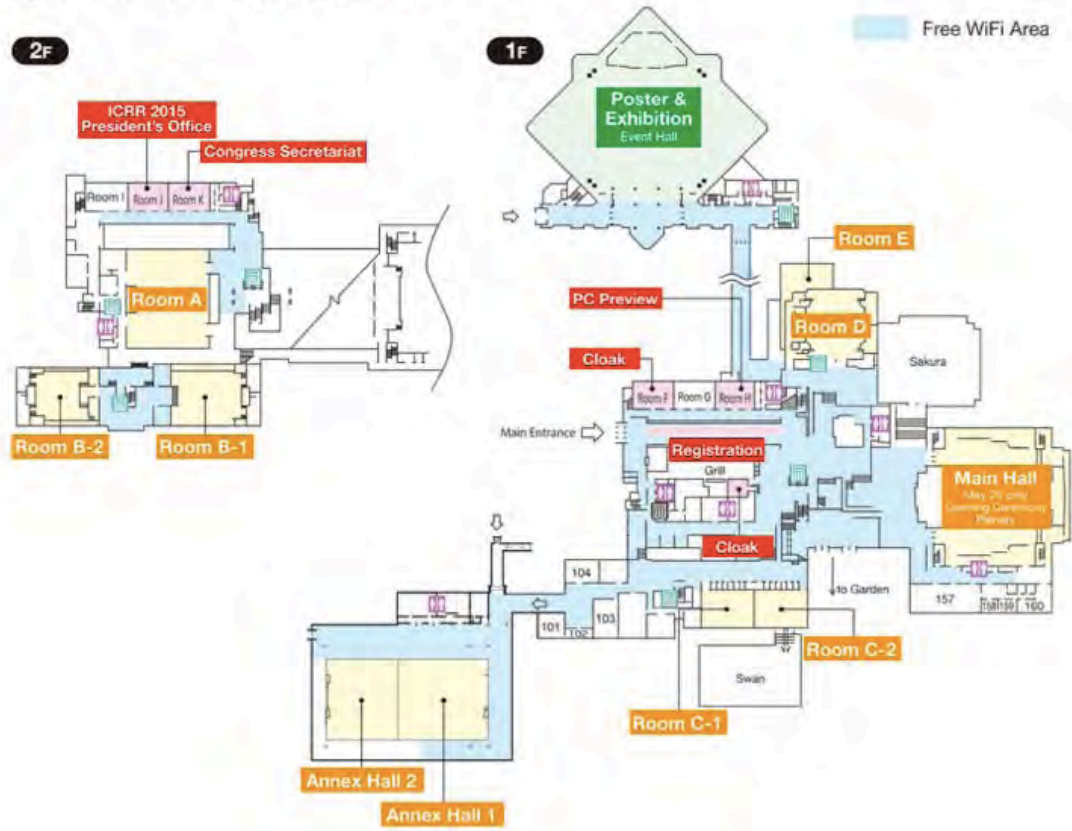 Free WiFi Area
2F
1F
ICRR 2015
President's Office
Congress Secretariat
Room I
Room J
Room K
Room A
Room B-2
Room B-1
Poster &
Exhibition
Event Hall
Room E
PC Preview
Room D
Cloak
Sakura
Room F
Room G
Room H
Main Entrance
Registration
Grill
Main Hall
Opening Ceremony
Plenary
Cloak
104
to Garden
157
158
159
160
101
102
103
Room C-2
Swan
Room C-1
Annex Hall 2
Annex Hall 1